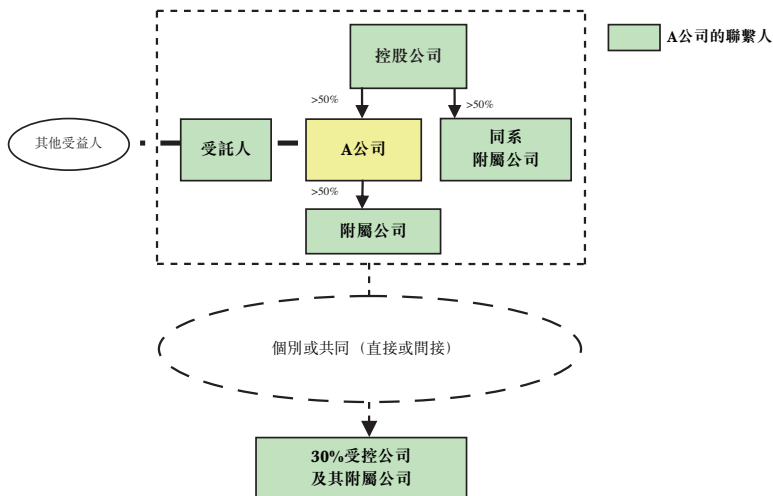 A公司的聯繫人
控股公司
>50%
>50%
其他受益人
受託人
A公司
同系
附屬公司
>50%
附屬公司
個別或共同（直接或間接）
30%受控公司
及其附屬公司